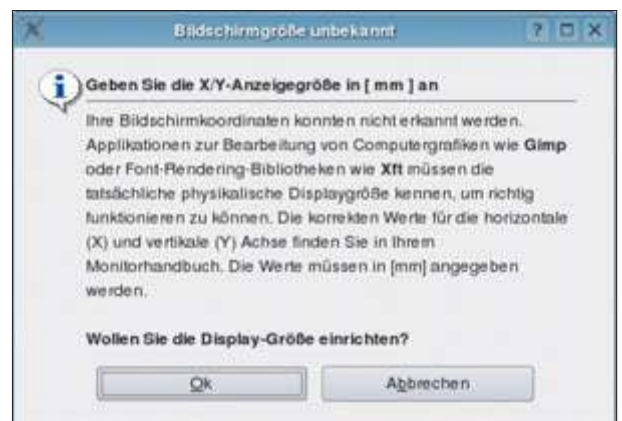 Bildschirmgröße unbekannt
Geben Sie die X/Y-Anzeigegröße in [ mm ] an
Ihre Bildschirmkoordinaten konnten nicht erkannt werden.
Applikationen zur Bearbeitung von Computergrafiken wie Gimp
oder Font-Rendering-Bibliotheken wie Xft müssen die
tatsächliche physikalische Displaygröße kennen, um richtig
funktionieren zu können. Die korrekten Werte für die horizontale
(X) und vertikale (Y) Achse finden Sie in Ihrem
Monitorhandbuch. Die Werte müssen in [mm] angegeben
werden.
Wollen Sie die Display-Größe einrichten?
Ok
Abbrechen